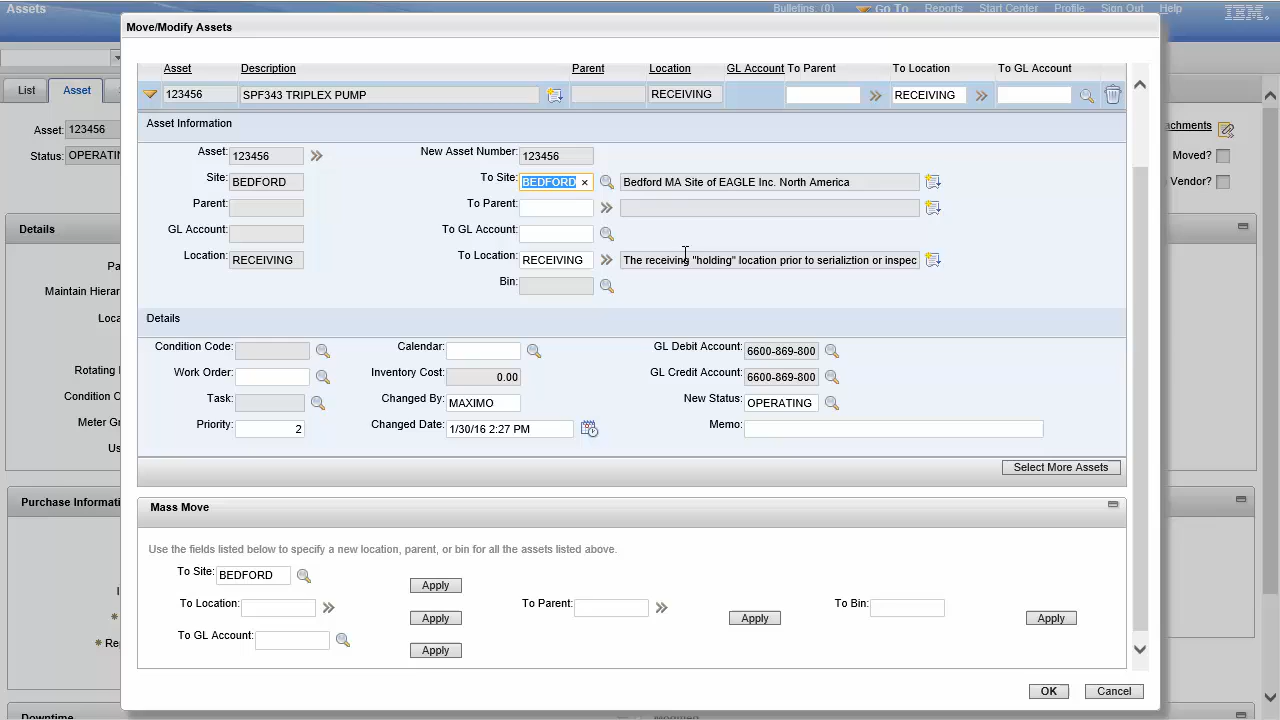 Assets
Bulletins. (0) Go To Reports Start Center Profile Sign Out Help IBM
Move/Modify Assets
Asset Description Parent Location GL Account To Parent To Location To GL Account
123456 SPF343 TRIPLEX PUMP RECEIVING RECEIVING
List Asset
Asset: 123456
Status: OPERATIN
Attachments
Moved?
Vendor?
Asset Information
Asset: 123456 New Asset Number: 123456
Site: BEDFORD To Site: BEDFORD × Bedford MA Site of EAGLE Inc. North America
Parent: To Parent:
GL Account: To GL Account:
Location: RECEIVING To Location: RECEIVING The receiving "holding" location prior to serializtion or inspec
Bin:
Details
Pa
Maintain Hierar
Loca
Rotating
Condition C
Meter Gr
Us
Details
Condition Code: Calendar: GL Debit Account: 6600-869-800
Work Order: Inventory Cost: 0.00 GL Credit Account: 6600-869-800
Task: Changed By: MAXIMO New Status: OPERATING
Priority: 2 Changed Date: 1/30/16 2:27 PM Memo:
Select More Assets
Purchase Informati
Mass Move
Use the fields listed below to specify a new location, parent, or bin for all the assets listed above.
To Site: BEDFORD
Apply
To Location: To Parent: To Bin:
Apply Apply Apply
To GL Account:
Apply
* Rep
OK Cancel
Downtime